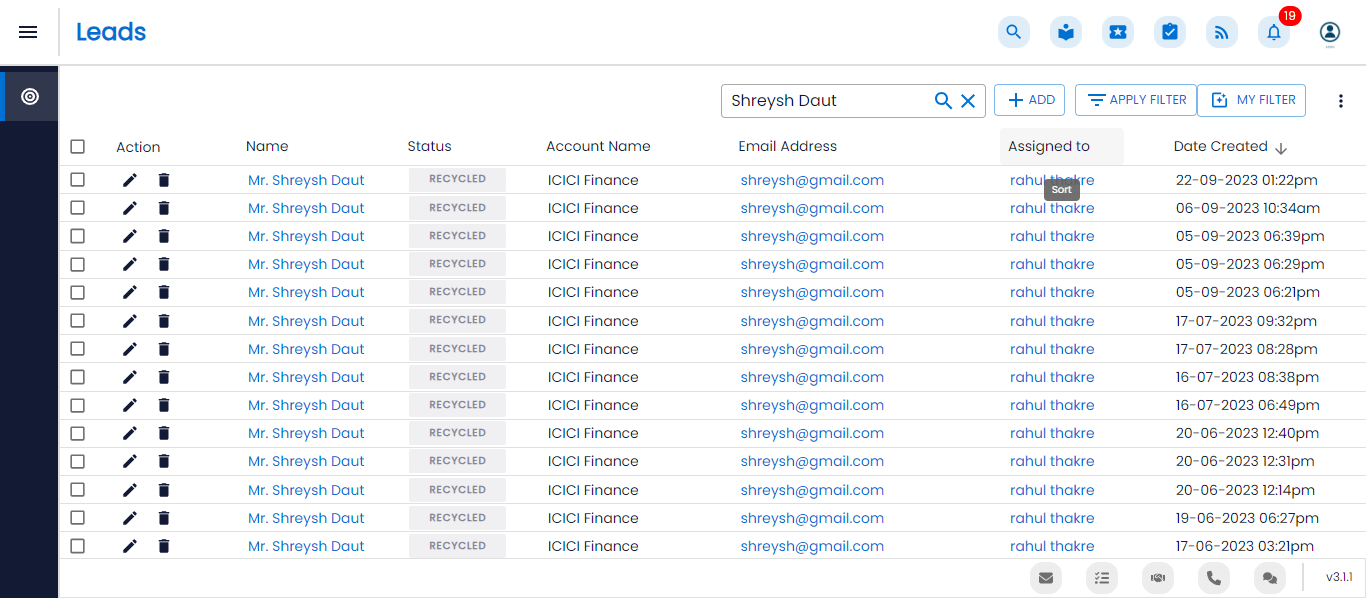 Leads
19
Shreysh Daut ADD APPLY FILTER MY FILTER
Action Name Status Account Name Email Address Assigned to Date Created
Mr. Shreysh Daut RECYCLED ICICI Finance shreysh@gmail.com rahul thakre 22-09-2023 01:22pm
Sort
Mr. Shreysh Daut RECYCLED ICICI Finance shreysh@gmail.com rahul thakre 06-09-2023 10:34am
Mr. Shreysh Daut RECYCLED ICICI Finance shreysh@gmail.com rahul thakre 05-09-2023 06:39pm
Mr. Shreysh Daut RECYCLED ICICI Finance shreysh@gmail.com rahul thakre 05-09-2023 06:29pm
Mr. Shreysh Daut RECYCLED ICICI Finance shreysh@gmail.com rahul thakre 05-09-2023 06:21pm
Mr. Shreysh Daut RECYCLED ICICI Finance shreysh@gmail.com rahul thakre 17-07-2023 09:32pm
Mr. Shreysh Daut RECYCLED ICICI Finance shreysh@gmail.com rahul thakre 17-07-2023 08:28pm
Mr. Shreysh Daut RECYCLED ICICI Finance shreysh@gmail.com rahul thakre 16-07-2023 08:38pm
Mr. Shreysh Daut RECYCLED ICICI Finance shreysh@gmail.com rahul thakre 16-07-2023 06:49pm
Mr. Shreysh Daut RECYCLED ICICI Finance shreysh@gmail.com rahul thakre 20-06-2023 12:40pm
Mr. Shreysh Daut RECYCLED ICICI Finance shreysh@gmail.com rahul thakre 20-06-2023 12:31pm
Mr. Shreysh Daut RECYCLED ICICI Finance shreysh@gmail.com rahul thakre 20-06-2023 12:14pm
Mr. Shreysh Daut RECYCLED ICICI Finance shreysh@gmail.com rahul thakre 19-06-2023 06:27pm
Mr. Shreysh Daut RECYCLED ICICI Finance shreysh@gmail.com rahul thakre 17-06-2023 03:21pm
v3.1.1